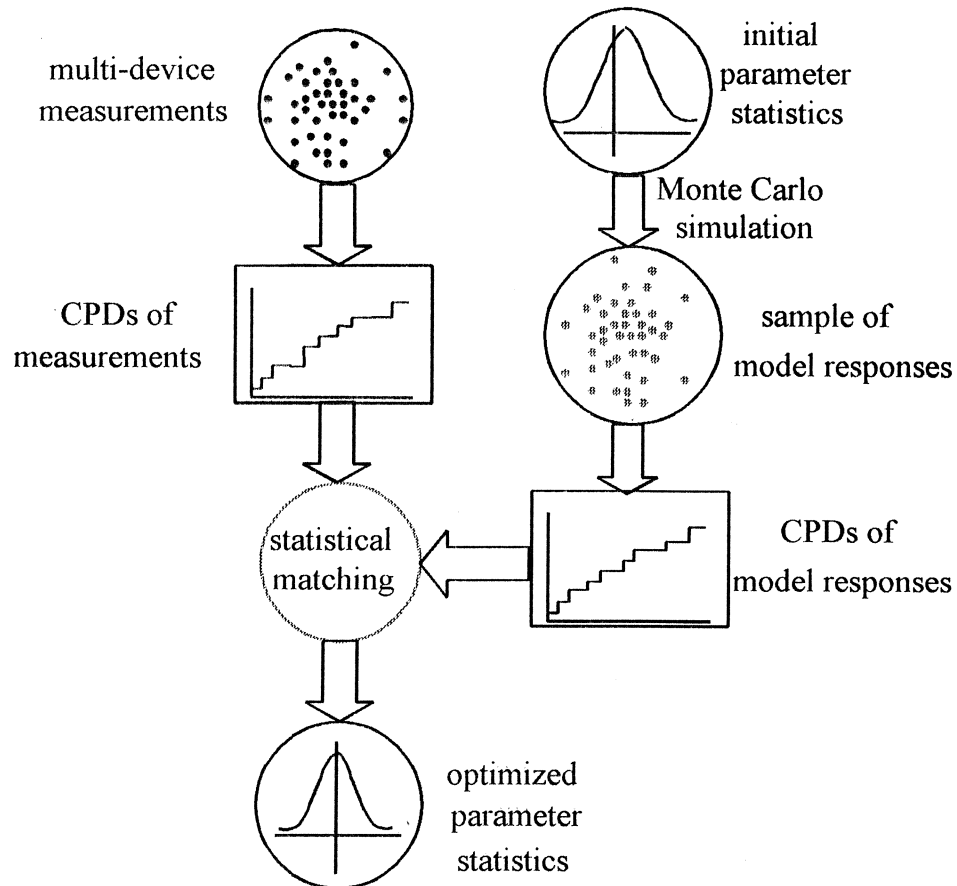 multi-device
measurements
initial
parameter
statistics
Monte Carlo
simulation
CPDs of
measurements
sample of
model responses
statistical
matching
CPDs of
model responses
optimized
parameter
statistics